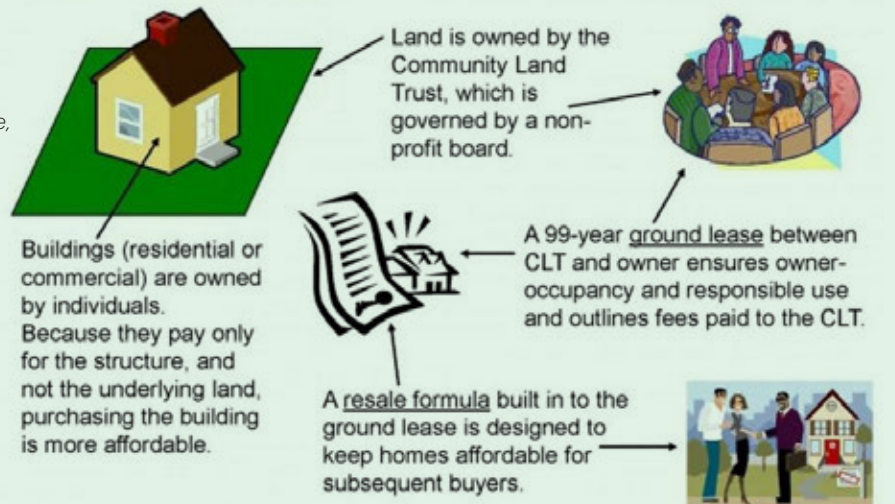 Land is owned by the
Community Land
Trust, which is
governed by a non-
profit board.
e,
Buildings (residential or
commercial) are owned
by individuals.
Because they pay only
for the structure, and
not the underlying land,
purchasing the building
is more affordable.
A 99-year ground lease between
CLT and owner ensures owner-
occupancy and responsible use
and outlines fees paid to the CLT.
A resale formula built in to the
ground lease is designed to
keep homes affordable for
subsequent buyers.